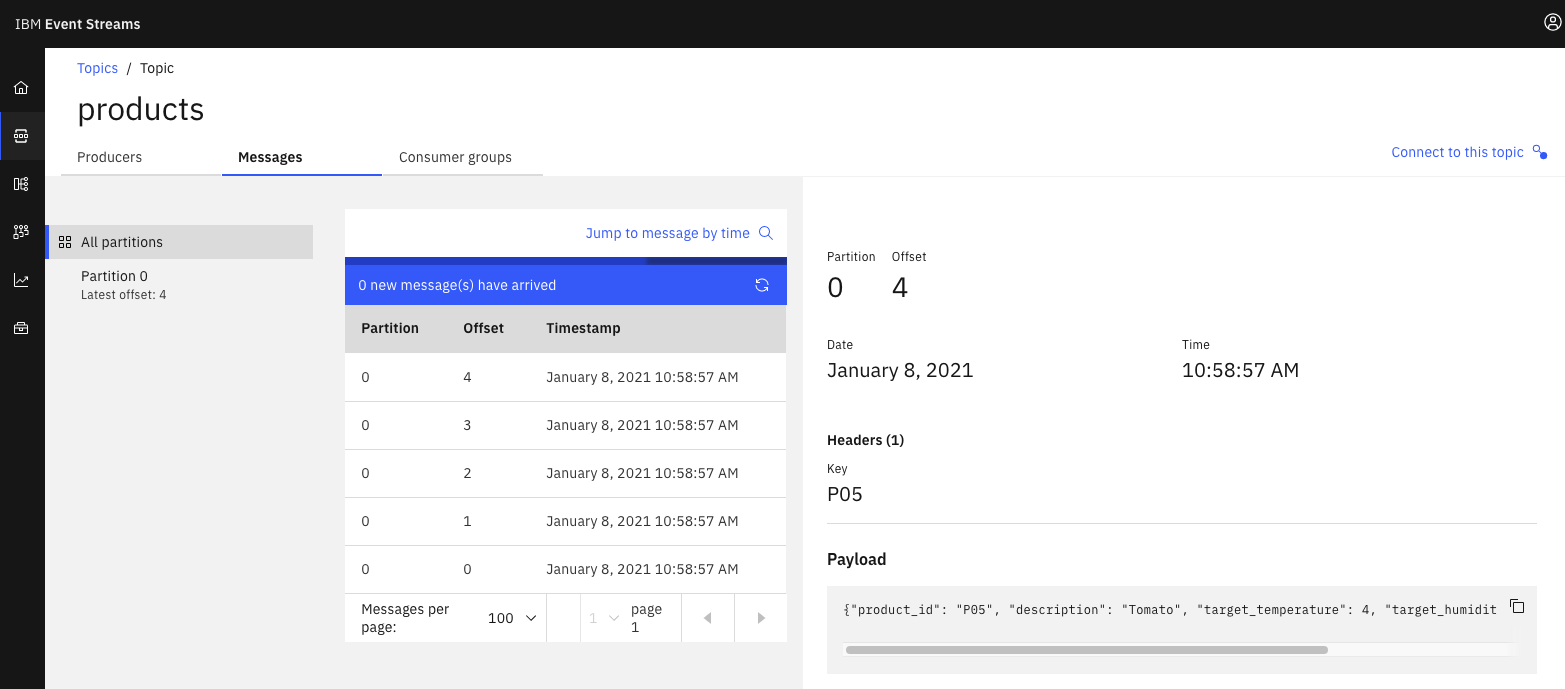 IBM Event Streams
Topics / Topic
products
Producers
Messages
Consumer groups
Connect to this topic
All partitions
Partition 0
Latest offset: 4
Jump to message by time
0 new message(s) have arrived
Partition Offset Timestamp
0 4 January 8, 2021 10:58:57 AM
0 3 January 8, 2021 10:58:57 AM
0 2 January 8, 2021 10:58:57 AM
0 1 January 8, 2021 10:58:57 AM
0 0 January 8, 2021 10:58:57 AM
Messages per
page:
100
1
page
1
Partition Offset
0 4
Date
January 8, 2021
Time
10:58:57 AM
Headers (1)
Key
P05
Payload
{"product_id": "P05", "description": "Tomato", "target_temperature": 4, "target_humidit